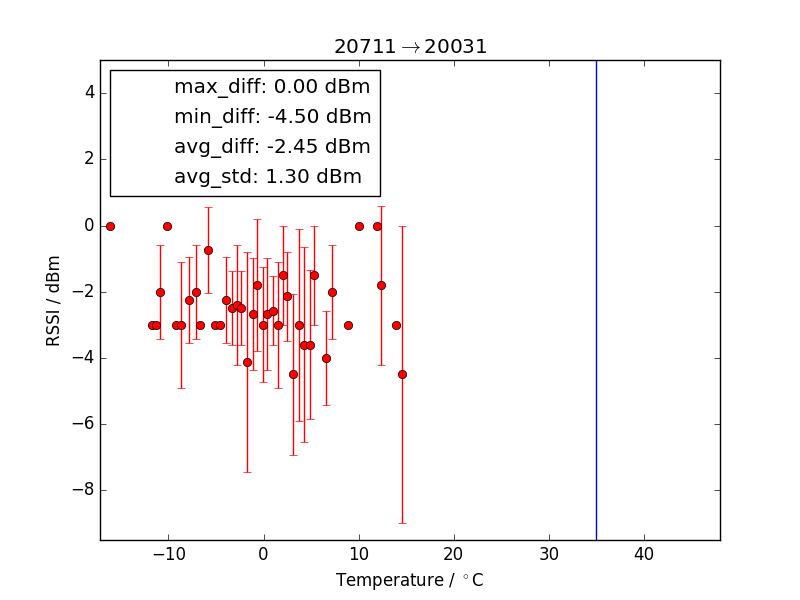 20711→20031
max_diff: 0.00 dBm
min_diff: -4.50 dBm
avg_diff: -2.45 dBm
avg_std: 1.30 dBm
4
2
0
−2
−4
−6
−8
RSSI / dBm
−10 0 10 20 30 40
Temperature / °C